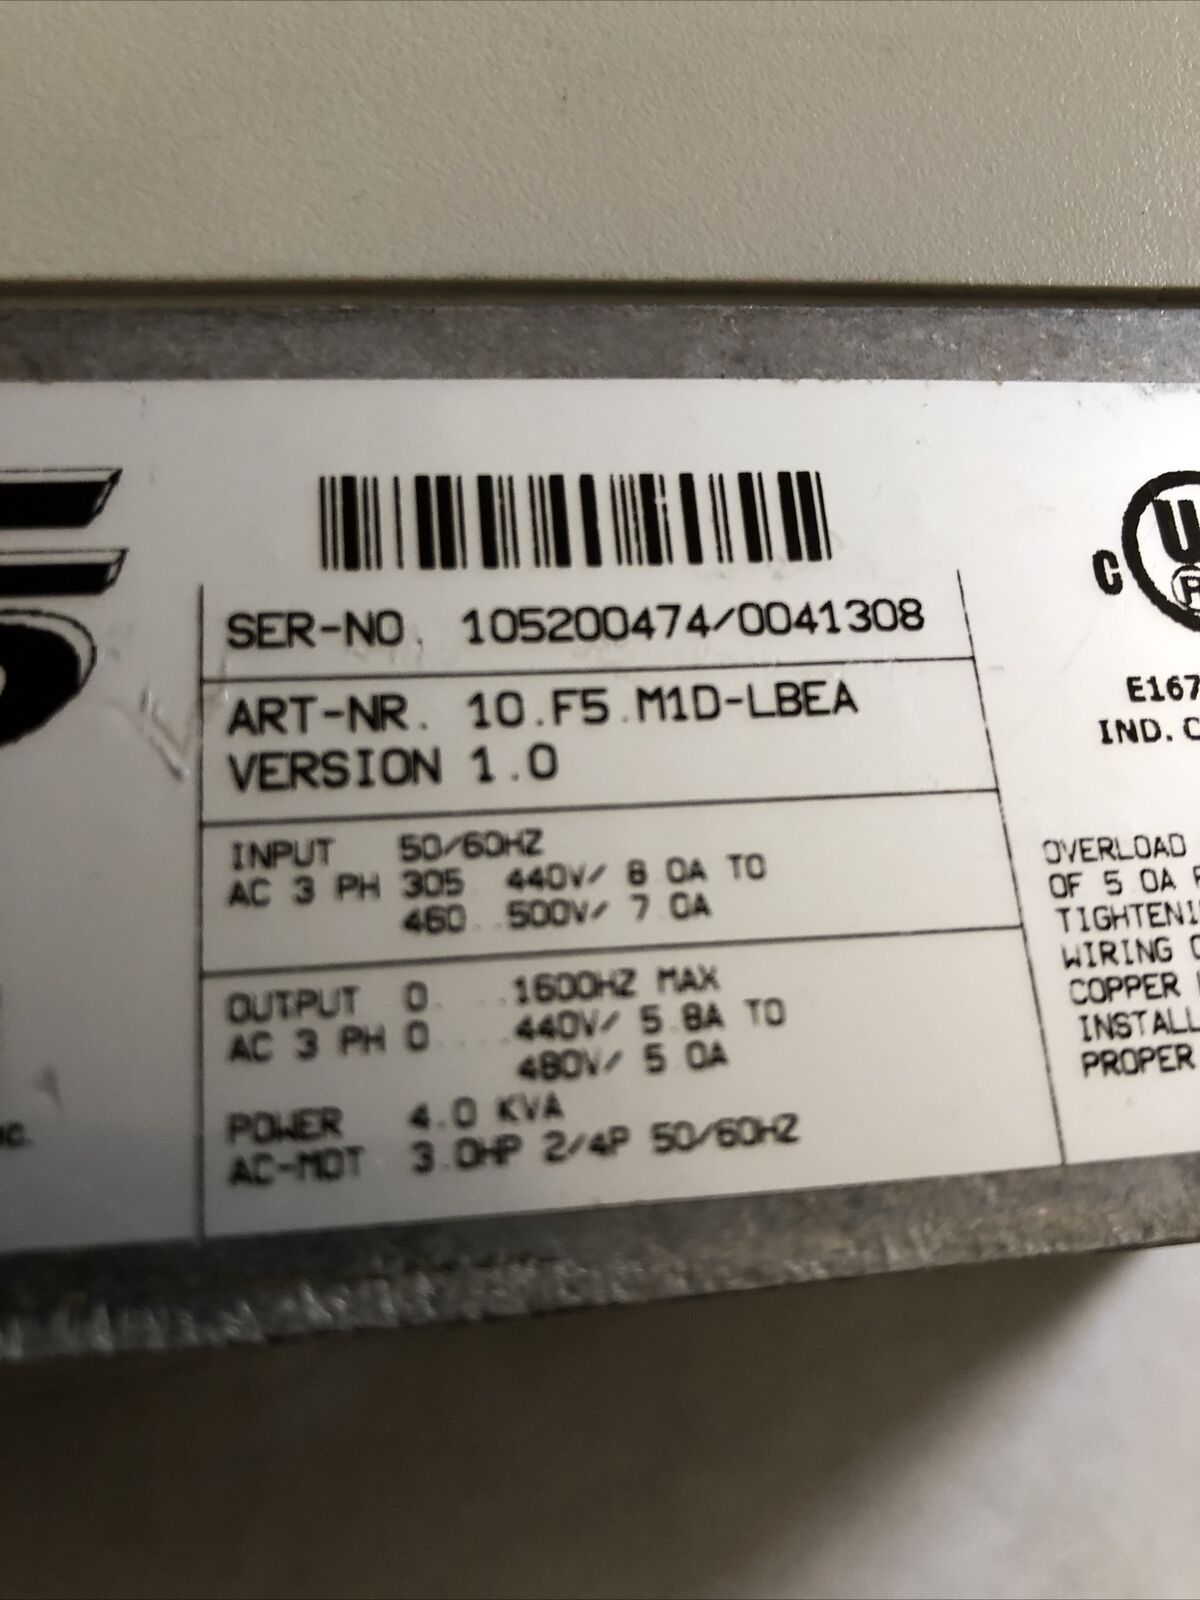 SER-NO. 105200474/0041308
ART-NR. 10.F5.M1D-LBEA
VERSION 1.0
INPUT 50/60HZ
AC 3 PH 305...440V/ 8.0A TO
460...500V/ 7.0A
OUTPUT 0.....1600HZ MAX
AC 3 PH 0.....440V/ 5.8A TO
480V/ 5.0A
POWER 4.0 KVA
AC-MOT 3.0HP 2/4P 50/60HZ
C U
E167
IND. C
OVERLOAD
OF 5.0A
TIGHTENI
WIRING
COPPER
INSTALL
PROPER